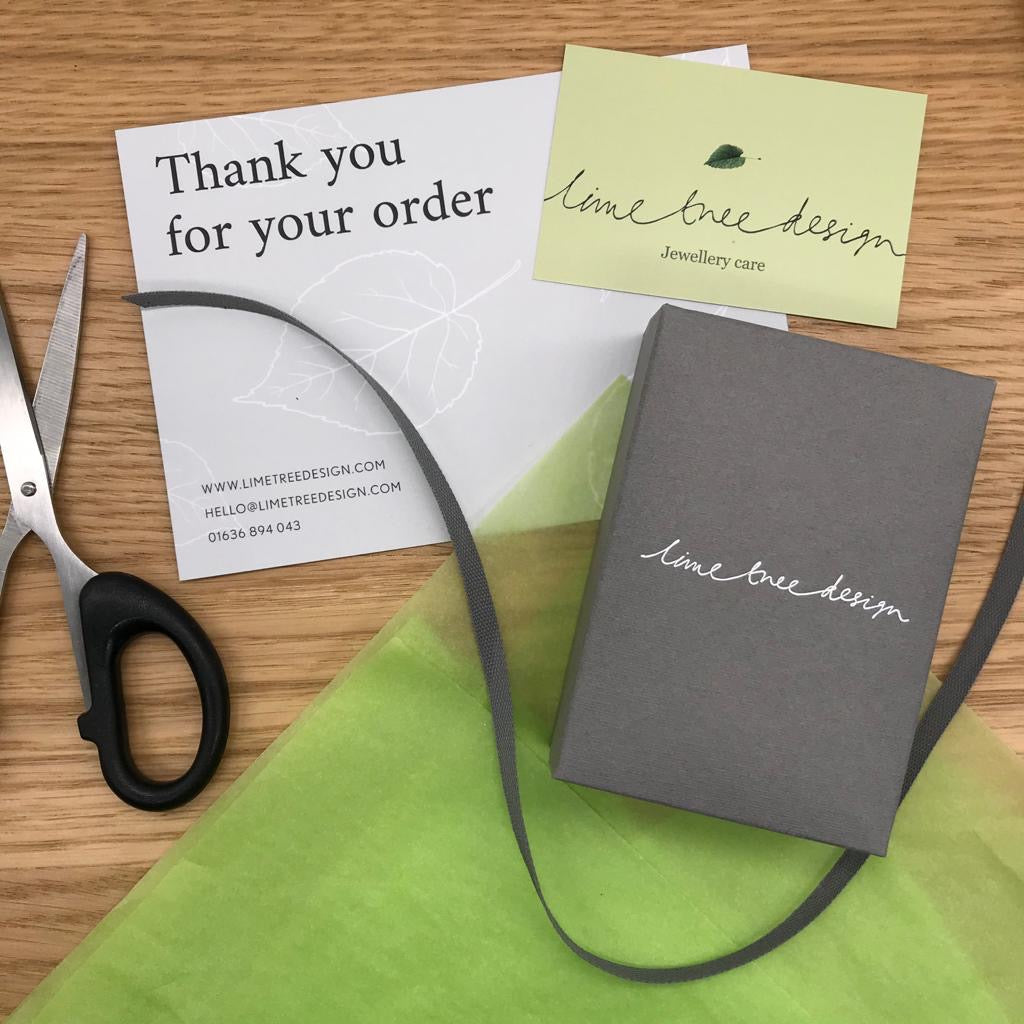 Thank you
for your order
WWW.LIMETREEDESIGN.COM
HELLO@LIMETREEDESIGN.COM
01636 894 043
lime tree design
Jewellery care
lime tree design